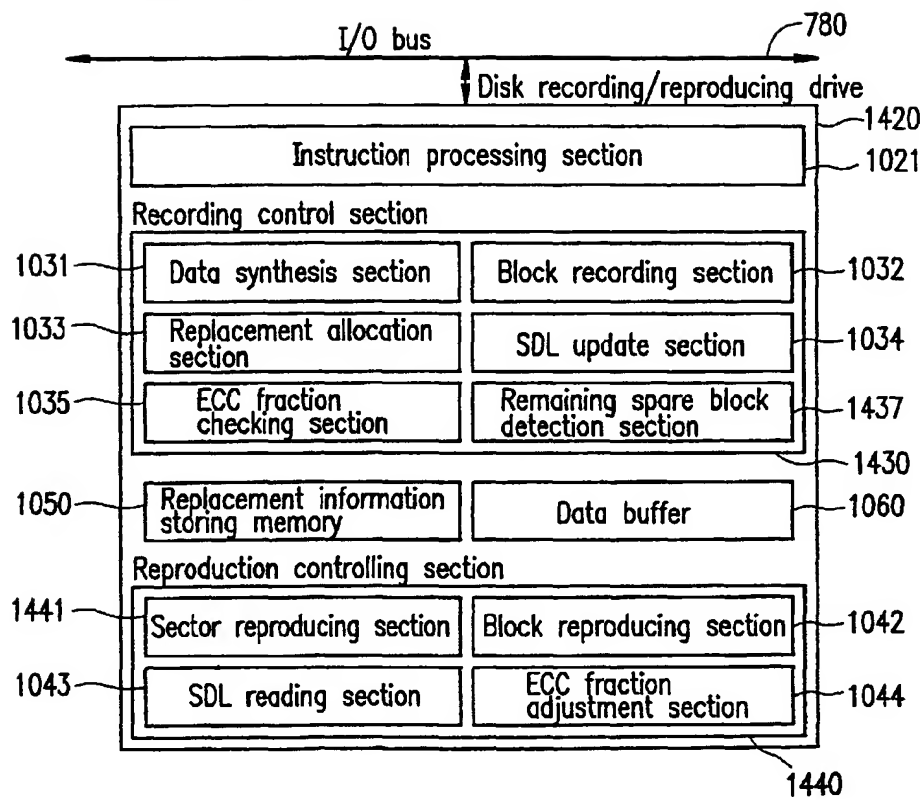 I/O bus
780
Disk recording/reproducing drive
1420
Instruction processing section
1021
Recording control section
1031
Data synthesis section
Block recording section
1032
1033
Replacement allocation
section
SDL update section
1034
1035
ECC fraction
checking section
Remaining spare block
detection section
1437
1430
1050
Replacement information
storing memory
Data buffer
1060
Reproduction controlling section
1441
Sector reproducing section
Block reproducing section
1042
1043
SDL reading section
ECC fraction
adjustment section
1044
1440